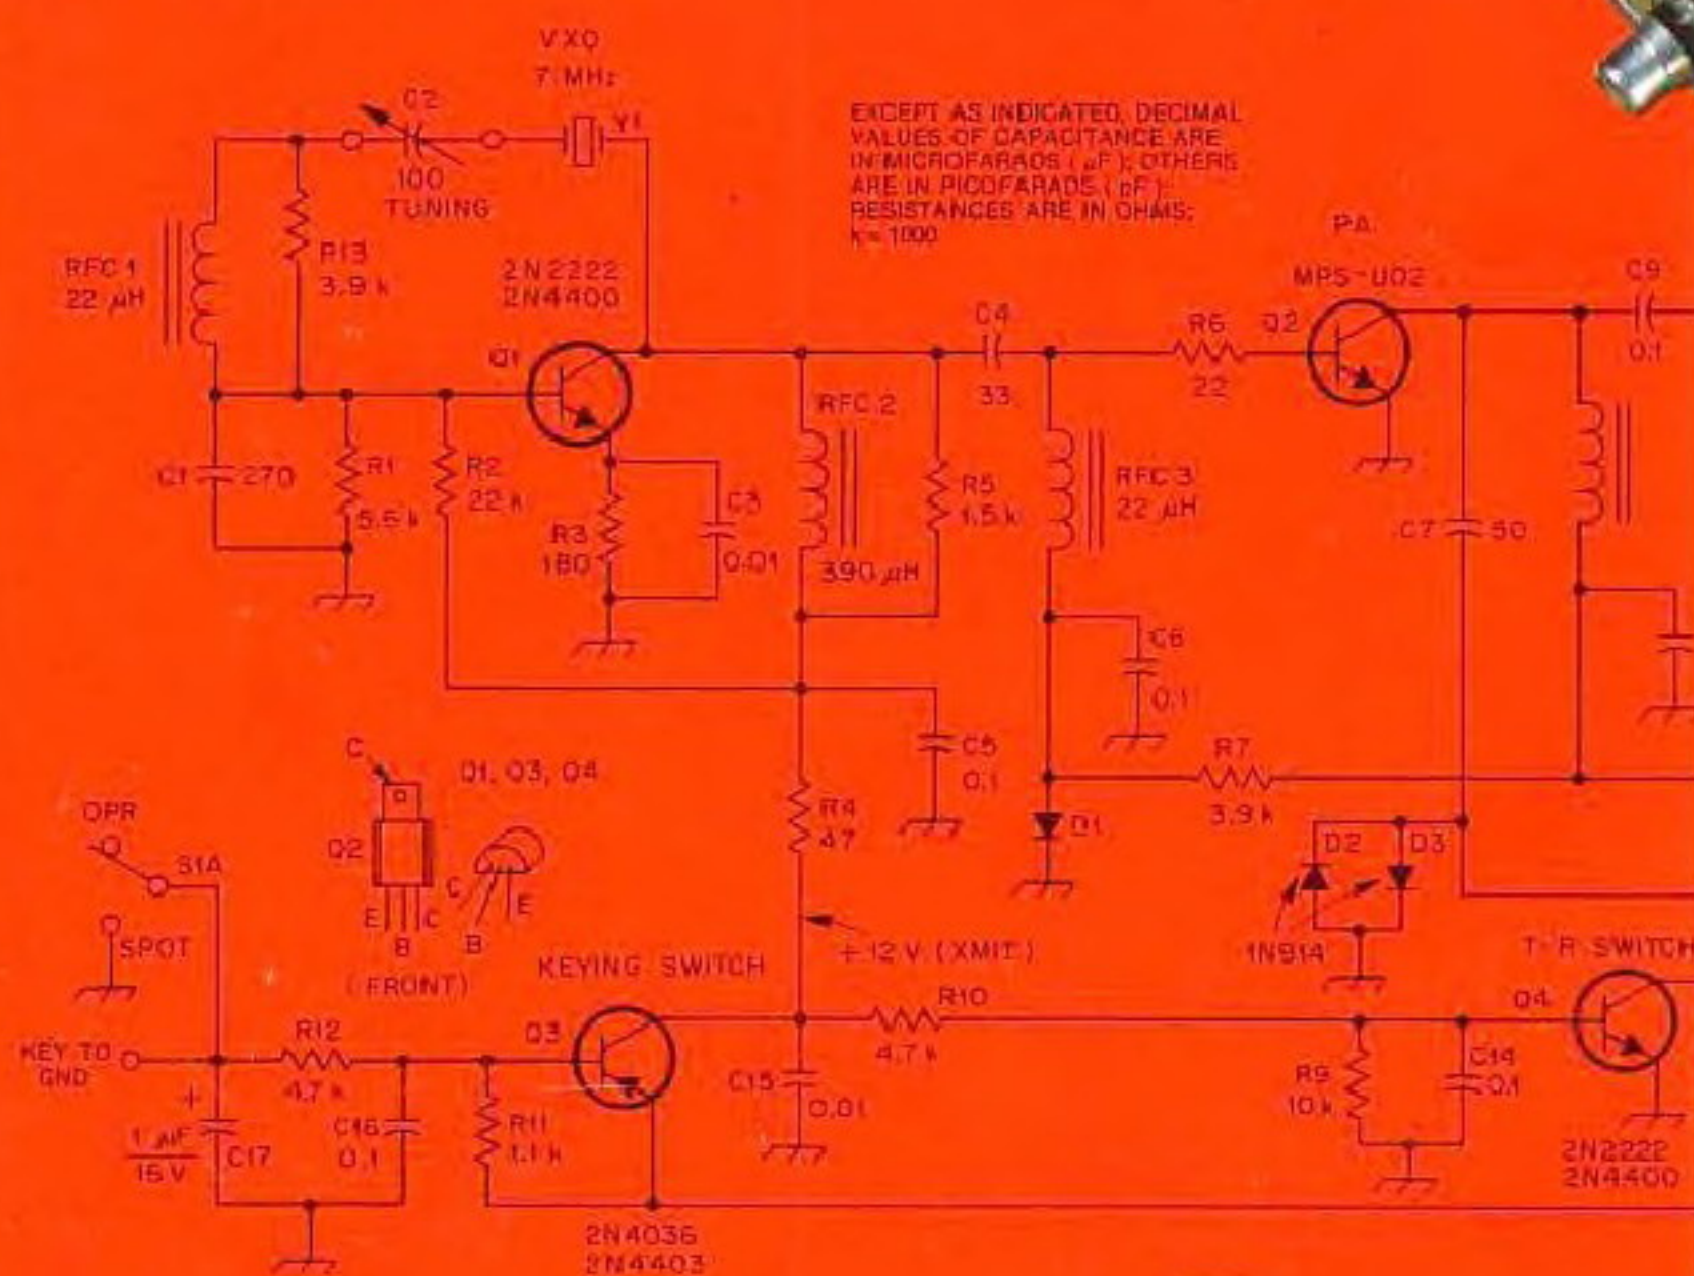 VXO
7 MHz
C2
Y1
100
TUNING
EXCEPT AS INDICATED, DECIMAL
VALUES OF CAPACITANCE ARE
IN MICROFARADS ( µF ); OTHERS
ARE IN PICOFARADS ( pF );
RESISTANCES ARE IN OHMS;
k = 1000
RFC 1
22 µH
R13
3.9 k
2N2222
2N4400
PA
MPS-U02
C9
0.1
Q1
C4
33
R6
22
Q2
RFC 2
390 µH
C1
270
R1
5.6 k
R2
22 k
R3
180
C3
0.01
R5
1.5 k
RFC 3
22 µH
C7
50
C6
0.1
C5
0.1
R7
3.9 k
R4
47
D1
D2
D3
1N914
OPR
S1A
SPOT
C
Q1, Q3, Q4
Q2
E
C
B
C
B
E
(FRONT)
KEYING SWITCH
+12 V (XMIT)
T-R SWITCH
R10
4.7 k
Q4
KEY TO
GND
R12
4.7 k
Q3
+
1 µF
15 V
C17
C16
0.1
R11
1.1 k
C15
0.01
R9
10 k
C14
0.1
2N2222
2N4400
2N4036
2N4403